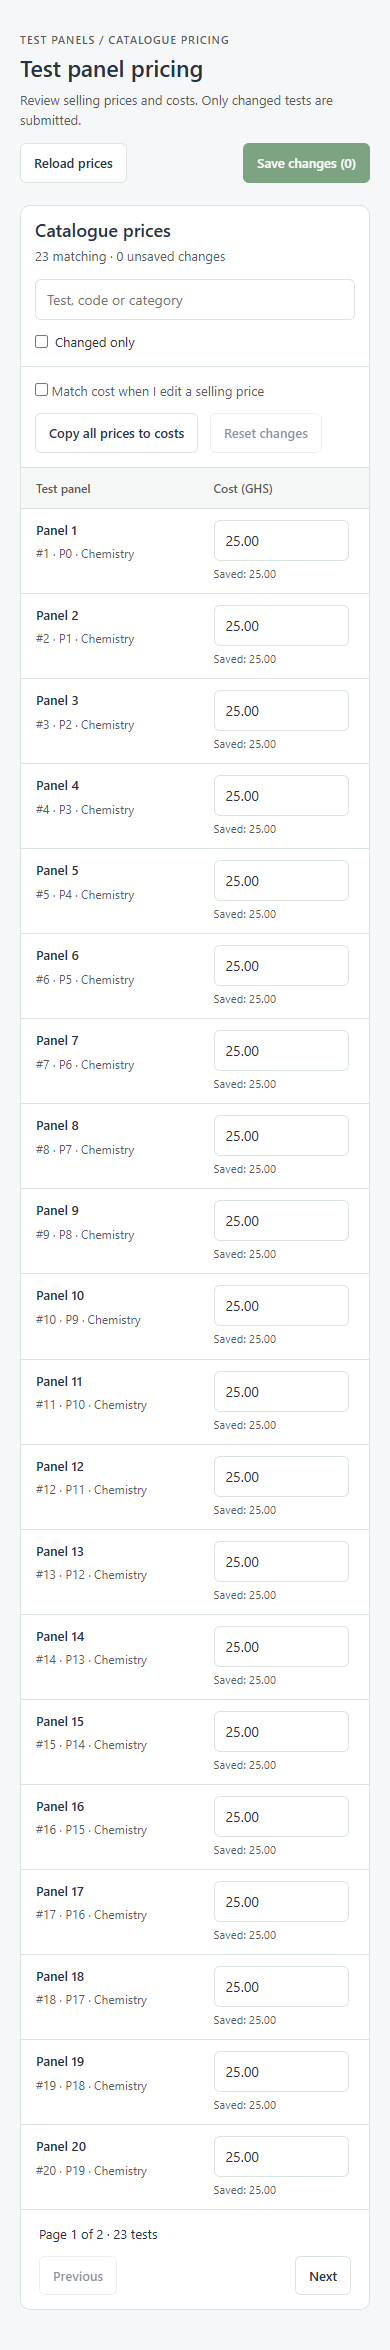 TEST PANELS / CATALOGUE PRICING
Test panel pricing
Review selling prices and costs. Only changed tests are
submitted.
Reload prices
Save changes (0)
Catalogue prices
23 matching · 0 unsaved changes
Test, code or category
Changed only
Match cost when I edit a selling price
Copy all prices to costs
Reset changes
Test panel
Cost (GHS)
Panel 1
25.00
#1 · P0 · Chemistry
Saved: 25.00
Panel 2
25.00
#2 · P1 · Chemistry
Saved: 25.00
Panel 3
25.00
#3 · P2 · Chemistry
Saved: 25.00
Panel 4
25.00
#4 · P3 · Chemistry
Saved: 25.00
Panel 5
25.00
#5 · P4 · Chemistry
Saved: 25.00
Panel 6
25.00
#6 · P5 · Chemistry
Saved: 25.00
Panel 7
25.00
#7 · P6 · Chemistry
Saved: 25.00
Panel 8
25.00
#8 · P7 · Chemistry
Saved: 25.00
Panel 9
25.00
#9 · P8 · Chemistry
Saved: 25.00
Panel 10
25.00
#10 · P9 · Chemistry
Saved: 25.00
Panel 11
25.00
#11 · P10 · Chemistry
Saved: 25.00
Panel 12
25.00
#12 · P11 · Chemistry
Saved: 25.00
Panel 13
25.00
#13 · P12 · Chemistry
Saved: 25.00
Panel 14
25.00
#14 · P13 · Chemistry
Saved: 25.00
Panel 15
25.00
#15 · P14 · Chemistry
Saved: 25.00
Panel 16
25.00
#16 · P15 · Chemistry
Saved: 25.00
Panel 17
25.00
#17 · P16 · Chemistry
Saved: 25.00
Panel 18
25.00
#18 · P17 · Chemistry
Saved: 25.00
Panel 19
25.00
#19 · P18 · Chemistry
Saved: 25.00
Panel 20
25.00
#20 · P19 · Chemistry
Saved: 25.00
Page 1 of 2 · 23 tests
Previous
Next